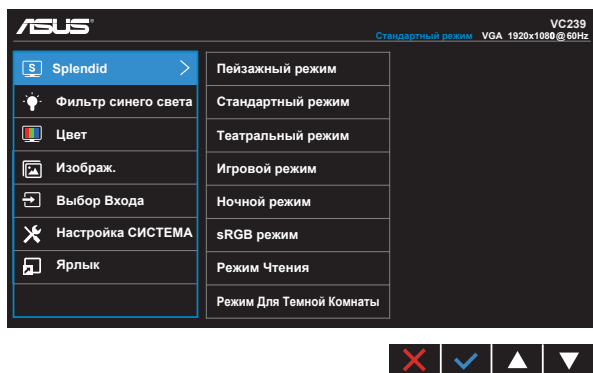 ASUS
VC239
Стандартный режим VGA 1920x1080@60Hz
S Splendid
Фильтр синего света
Цвет
Изображ.
Выбор Входа
Настройка СИСТЕМА
Ярлык
Пейзажный режим
Стандартный режим
Театральный режим
Игровой режим
Ночной режим
sRGB режим
Режим Чтения
Режим Для Темной Комнаты